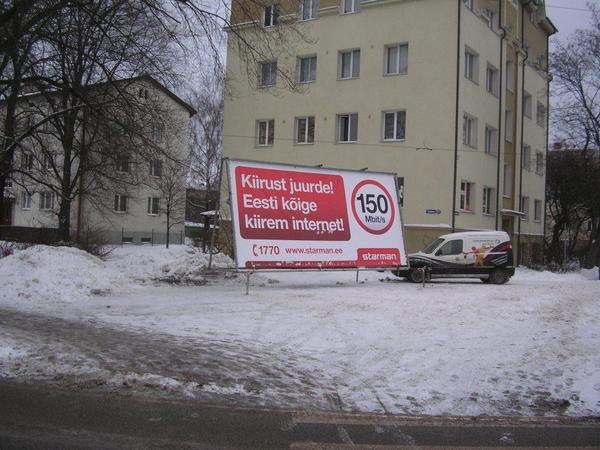 Kiirust juurde!
Eesti kõige
kiirem internet!
150
Mbit/s
1770 www.starman.ee
starman